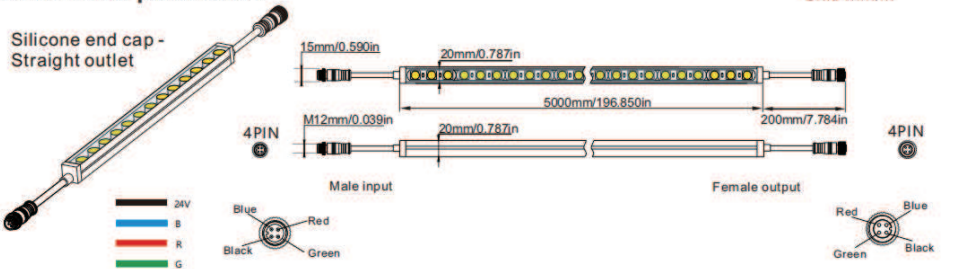 Silicone end cap -
Straight outlet
15mm/0.590in
20mm/0.787in
5000mm/196.850in
200mm/7.784in
M12mm/0.039in
20mm/0.787in
4PIN
4PIN
Male input
Female output
24V
B
R
G
Blue
Red
Black
Green
Red
Blue
Green
Black